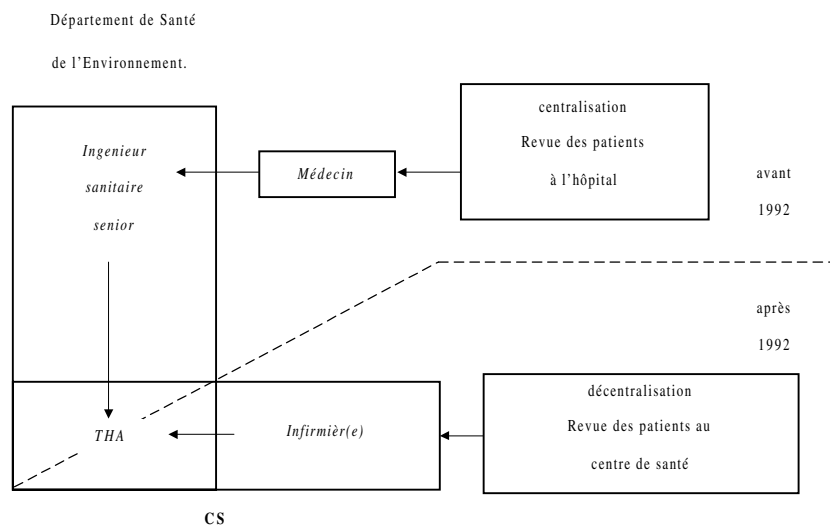 Département de Santé
de l'Environnement.
centralisation
Revue des patients
à l'hôpital
Ingenieur
sanitaire
senior
Médecin
avant
1992
après
1992
décentralisation
Revue des patients au
centre de santé
Infirmièr(e)
THA
CS